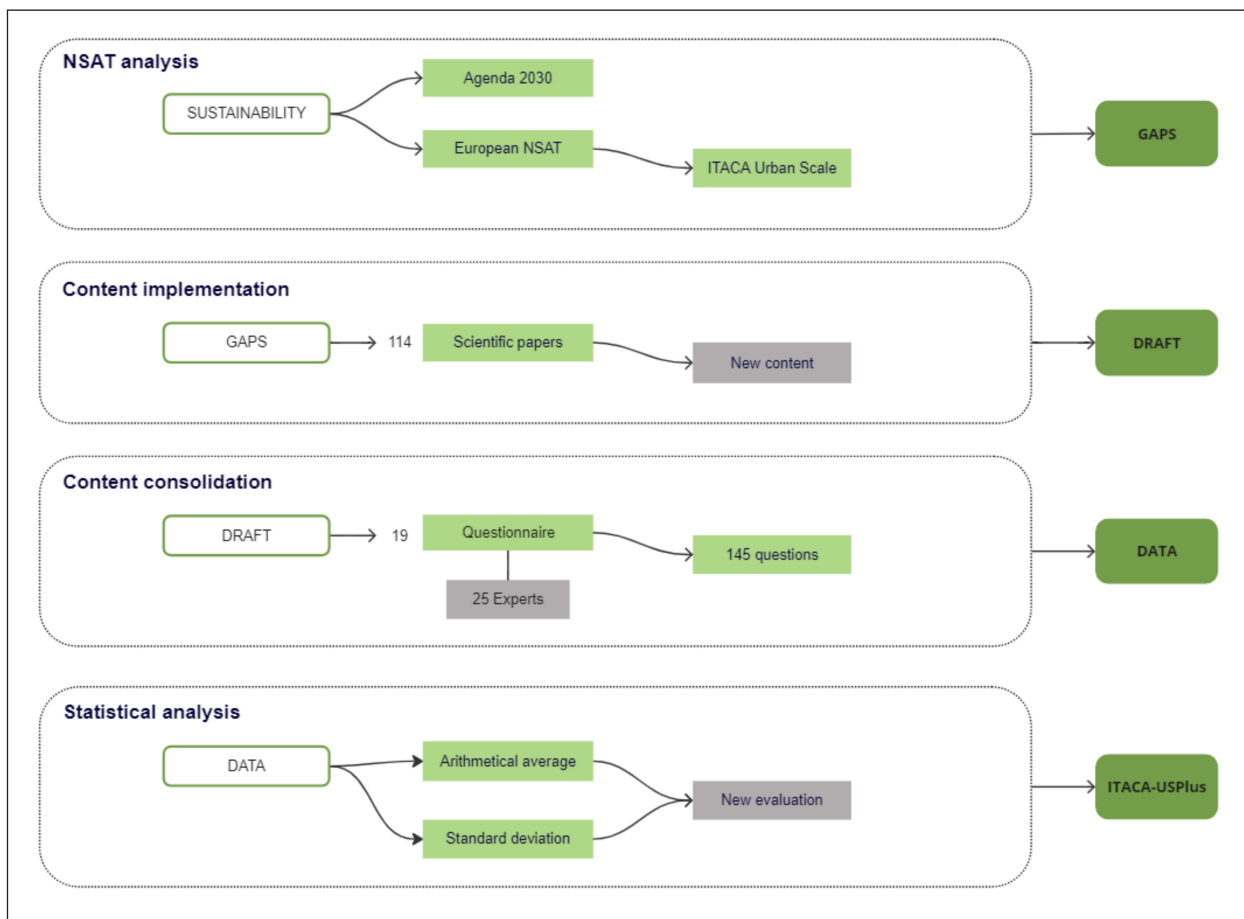 NSAT analysis
SUSTAINABILITY
Agenda 2030
European NSAT
ITACA Urban Scale
GAPS
Content implementation
GAPS
114
Scientific papers
New content
DRAFT
Content consolidation
DRAFT
19
Questionnaire
145 questions
25 Experts
DATA
Statistical analysis
DATA
Arithmetical average
Standard deviation
New evaluation
ITACA-USPlus